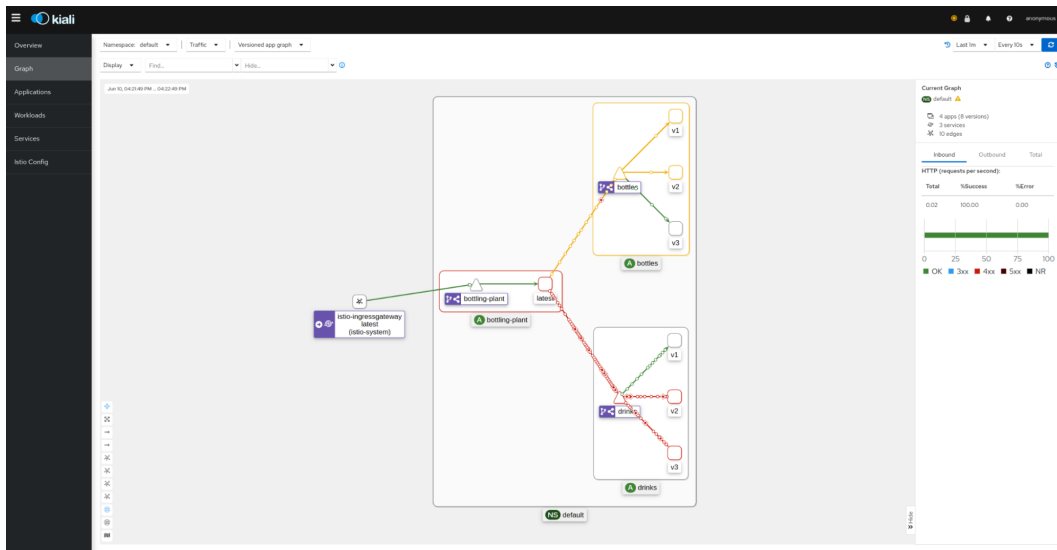 kiali
anonymous
Overview
Graph
Applications
Workloads
Services
Istio Config
Namespace: default
Traffic
Versioned app graph
Last 1m
Every 10s
Display
Find...
Hide...
Jun 10, 04:21:49 PM ... 04:22:49 PM
v1
v2
bottles
v3
A bottles
bottling-plant
latest
A bottling-plant
istio-ingressgateway
latest
(istio-system)
v1
drinks
v2
v3
A drinks
NS default
Hide
Current Graph
NS default
4 apps (8 versions)
3 services
10 edges
Inbound Outbound Total
HTTP (requests per second):
Total %Success %Error
0.02 100.00 0.00
0 25 50 75 100
OK 3xx 4xx 5xx NR